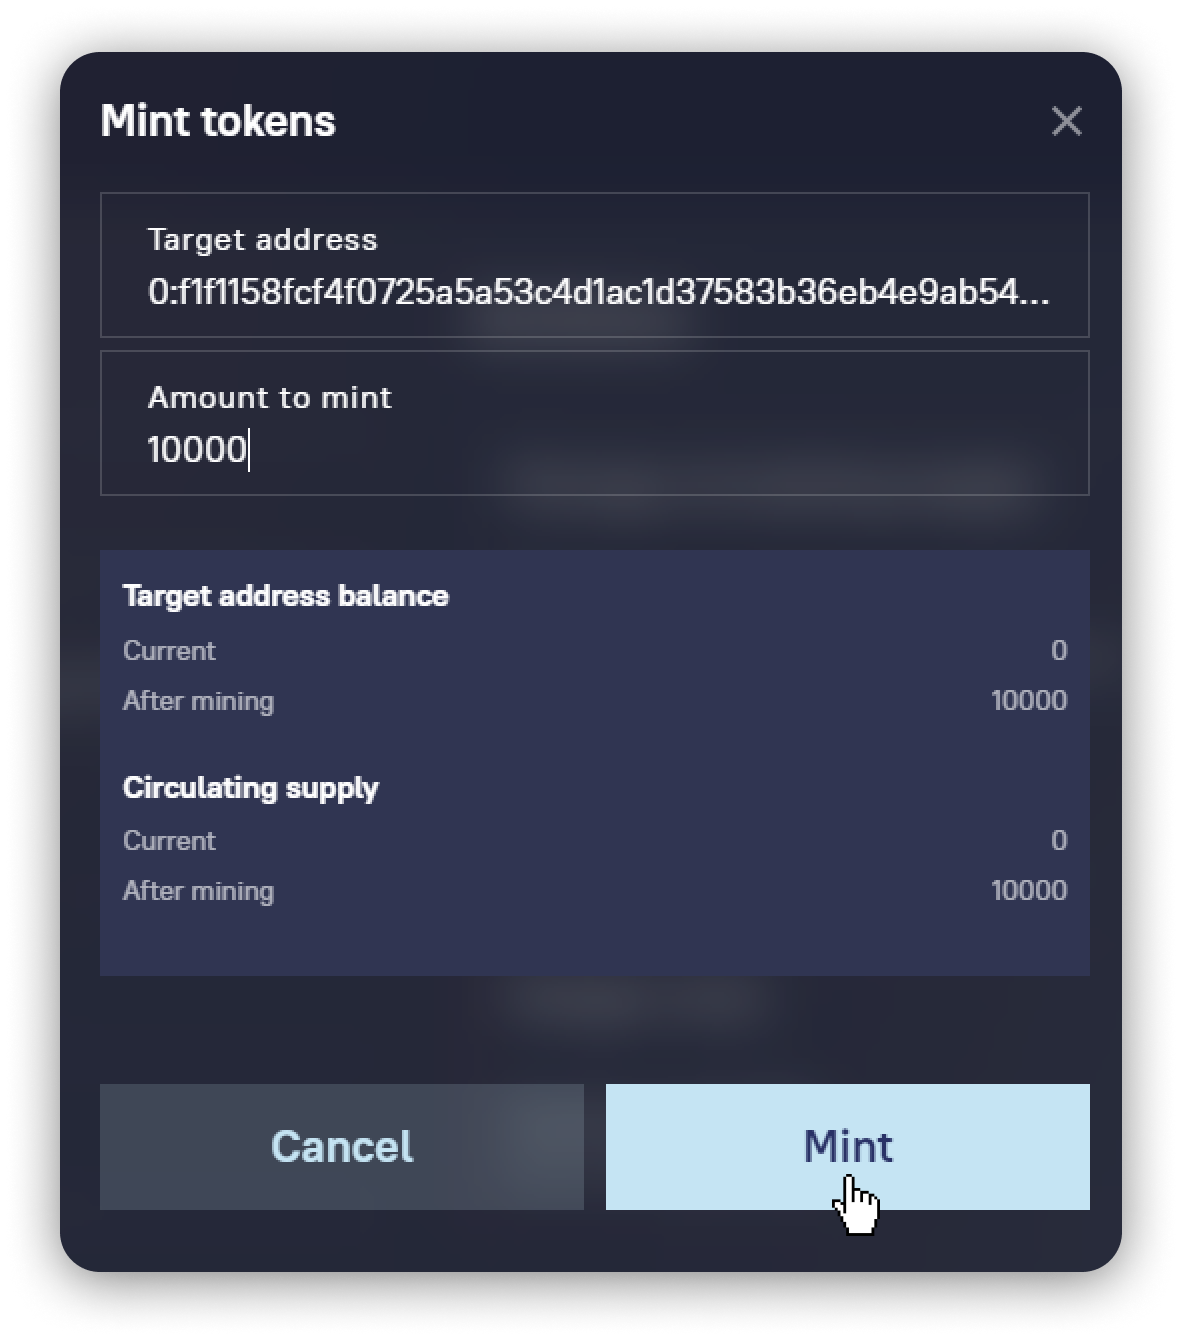 Mint tokens
Target address
0:f1f1158fcf4f0725a5a53c4d1ac1d37583b36eb4e9ab54...
Amount to mint
10000
Target address balance
Current 0
After mining 10000
Circulating supply
Current 0
After mining 10000
Cancel Mint